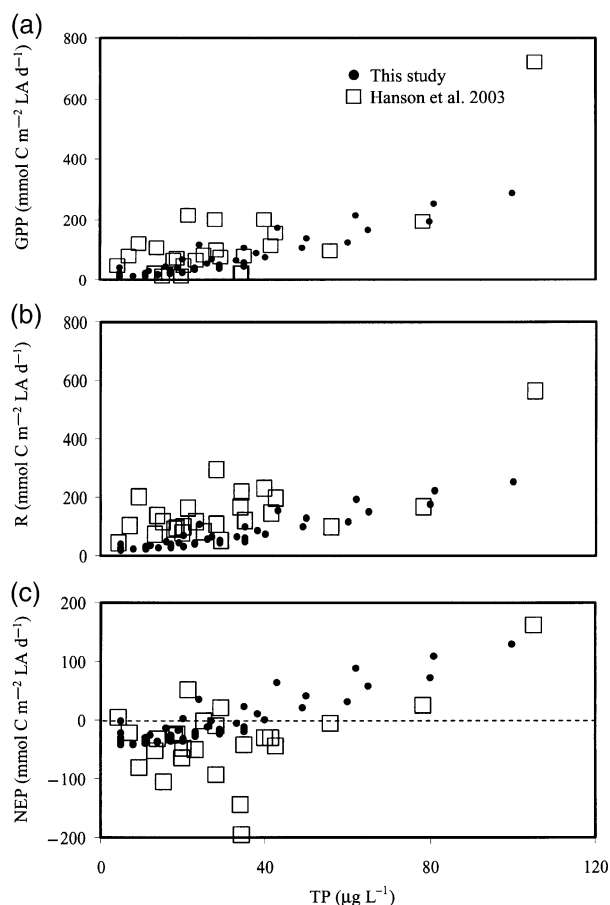 (a)
800
600
400
200
0
GPP (mmol C m−2 LA d−1)
This study
Hanson et al. 2003
(b)
800
600
400
200
0
R (mmol C m−2 LA d−1)
(c)
200
100
0
−100
−200
NEP (mmol C m−2 LA d−1)
0 40 80 120
TP (μg L−1)